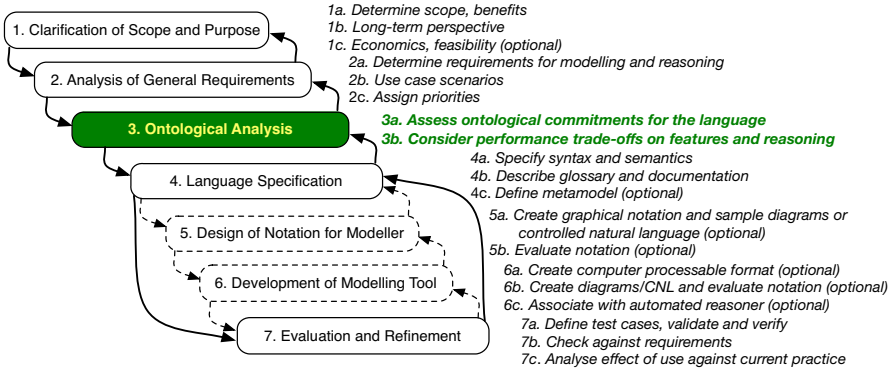 1. Clarification of Scope and Purpose
1a. Determine scope, benefits
1b. Long-term perspective
1c. Economics, feasibility (optional)
2. Analysis of General Requirements
2a. Determine requirements for modelling and reasoning
2b. Use case scenarios
2c. Assign priorities
3. Ontological Analysis
3a. Assess ontological commitments for the language
3b. Consider performance trade-offs on features and reasoning
4. Language Specification
4a. Specify syntax and semantics
4b. Describe glossary and documentation
4c. Define metamodel (optional)
5. Design of Notation for Modeller
5a. Create graphical notation and sample diagrams or
controlled natural language (optional)
5b. Evaluate notation (optional)
6. Development of Modelling Tool
6a. Create computer processable format (optional)
6b. Create diagrams/CNL and evaluate notation (optional)
6c. Associate with automated reasoner (optional)
7. Evaluation and Refinement
7a. Define test cases, validate and verify
7b. Check against requirements
7c. Analyse effect of use against current practice